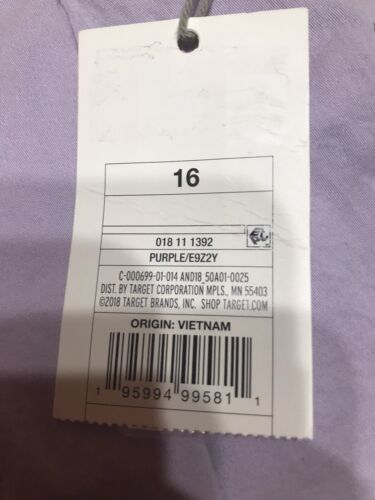 16
018 11 1392
PURPLE/E9Z2Y
C-000699-01-014 AND18 50A01-0025
DIST. BY TARGET CORPORATION MPLS., MN 55403
©2018 TARGET BRANDS, INC. SHOP TARGET.COM
ORIGIN: VIETNAM
1 95994 99581 1